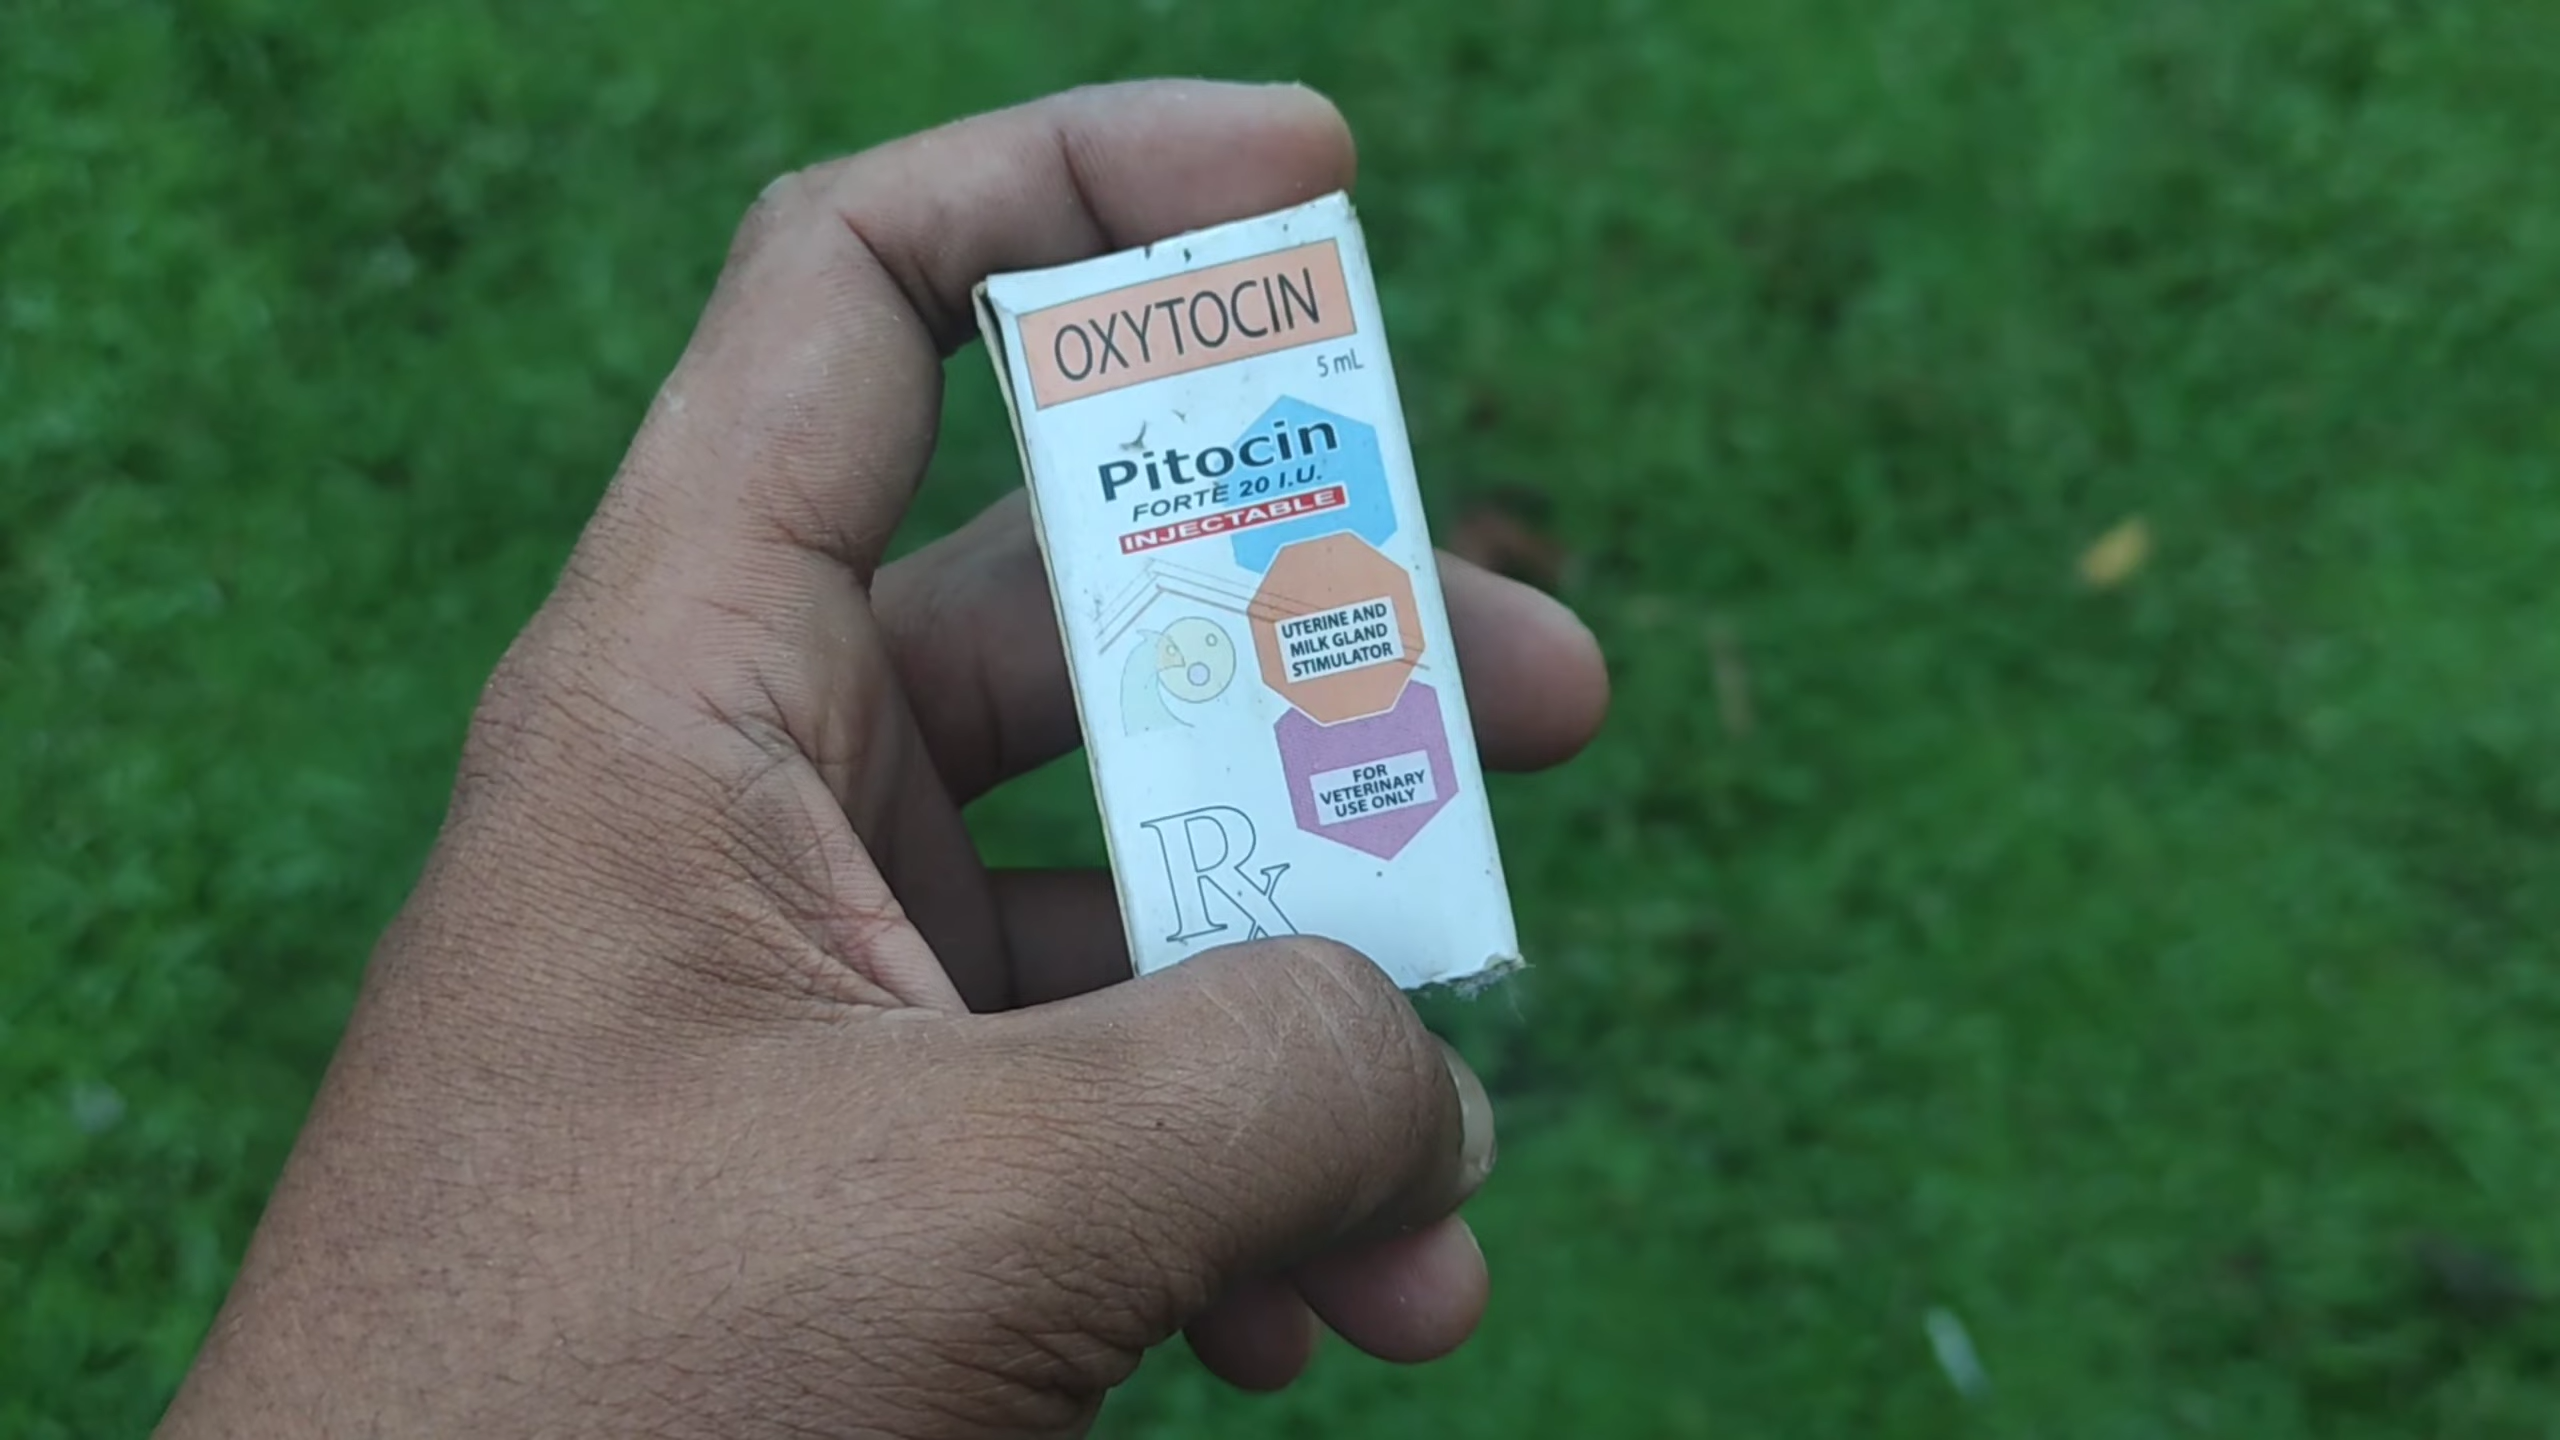 OXYTOCIN
5 mL
Pitocin
FORTE 20 I.U.
INJECTABLE
UTERINE AND
MILK GLAND
STIMULATOR
FOR
VETERINARY
USE ONLY
Rx